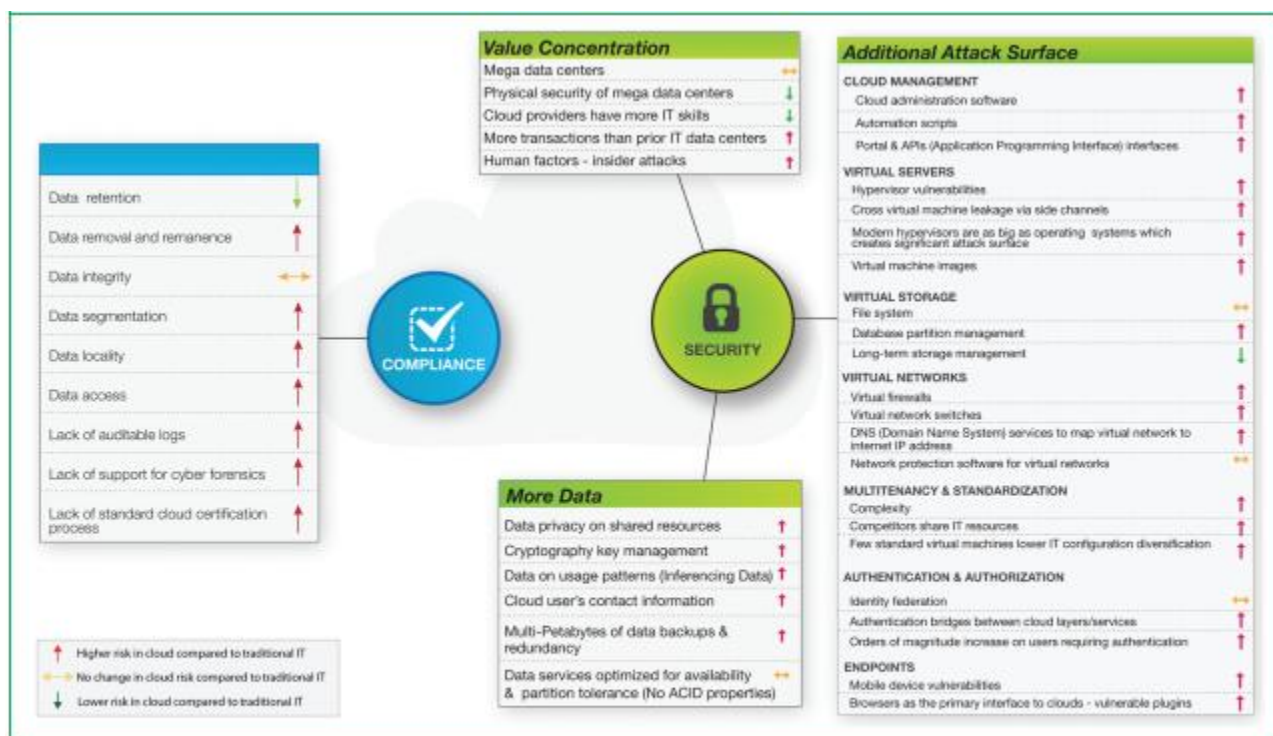 Value Concentration
Mega data centers
Physical security of mega data centers
Cloud providers have more IT skills
More transactions than prior IT data centers
Human factors - insider attacks
Data retention
Data removal and remanence
Data integrity
Data segmentation
Data locality
Data access
Lack of auditable logs
Lack of support for cyber forensics
Lack of standard cloud certification
process
COMPLIANCE
SECURITY
More Data
Data privacy on shared resources
Cryptography key management
Data on usage patterns (Inferencing Data)
Cloud user's contact information
Multi-Petabytes of data backups &
redundancy
Data services optimized for availability
& partition tolerance (No ACID properties)
Additional Attack Surface
CLOUD MANAGEMENT
Cloud administration software
Automation scripts
Portal & APIs (Application Programming Interface) interfaces
VIRTUAL SERVERS
Hypervisor vulnerabilities
Cross virtual machine leakage via side channels
Modern hypervisors are as big as operating systems which
creates significant attack surface
Virtual machine images
VIRTUAL STORAGE
File system
Database partition management
Long-term storage management
VIRTUAL NETWORKS
Virtual firewalls
Virtual network switches
DNS (Domain Name System) services to map virtual network to
internet IP address
Network protection software for virtual networks
MULTITENANCY & STANDARDIZATION
Complexity
Competitors share IT resources
Few standard virtual machines lower IT configuration diversification
AUTHENTICATION & AUTHORIZATION
Identity federation
Authentication bridges between cloud layers/services
Orders of magnitude increase on users requiring authentication
ENDPOINTS
Mobile device vulnerabilities
Browsers as the primary interface to clouds - vulnerable plugins
Higher risk in cloud compared to traditional IT
No change in cloud risk compared to traditional IT
Lower risk in cloud compared to traditional IT